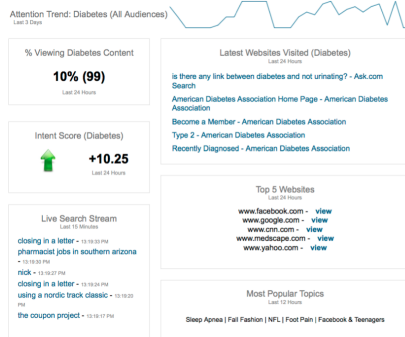 Attention Trend: Diabetes (All Audiences)
Last 3 Days
% Viewing Diabetes Content
10% (99)
Last 24 Hours
Intent Score (Diabetes)
+10.25
Last 24 Hours
Live Search Stream
Last 15 Minutes
closing in a letter - 13:19:33 PM
pharmacist jobs in southern arizona
- 13:19:30 PM
nick - 13:19:27 PM
closing in a letter - 13:19:24 PM
using a nordic track classic - 13:19:20
PM
the coupon project - 13:19:17 PM
Latest Websites Visited (Diabetes)
Last 24 Hours
is there any link between diabetes and not urinating? - Ask.com
Search
American Diabetes Association Home Page - American Diabetes
Association
Become a Member - American Diabetes Association
Type 2 - American Diabetes Association
Recently Diagnosed - American Diabetes Association
Top 5 Websites
Last 24 Hours
www.facebook.com - view
www.google.com - view
www.cnn.com - view
www.medscape.com - view
www.yahoo.com - view
Most Popular Topics
Last 12 Hours
Sleep Apnea | Fall Fashion | NFL | Foot Pain | Facebook & Teenagers